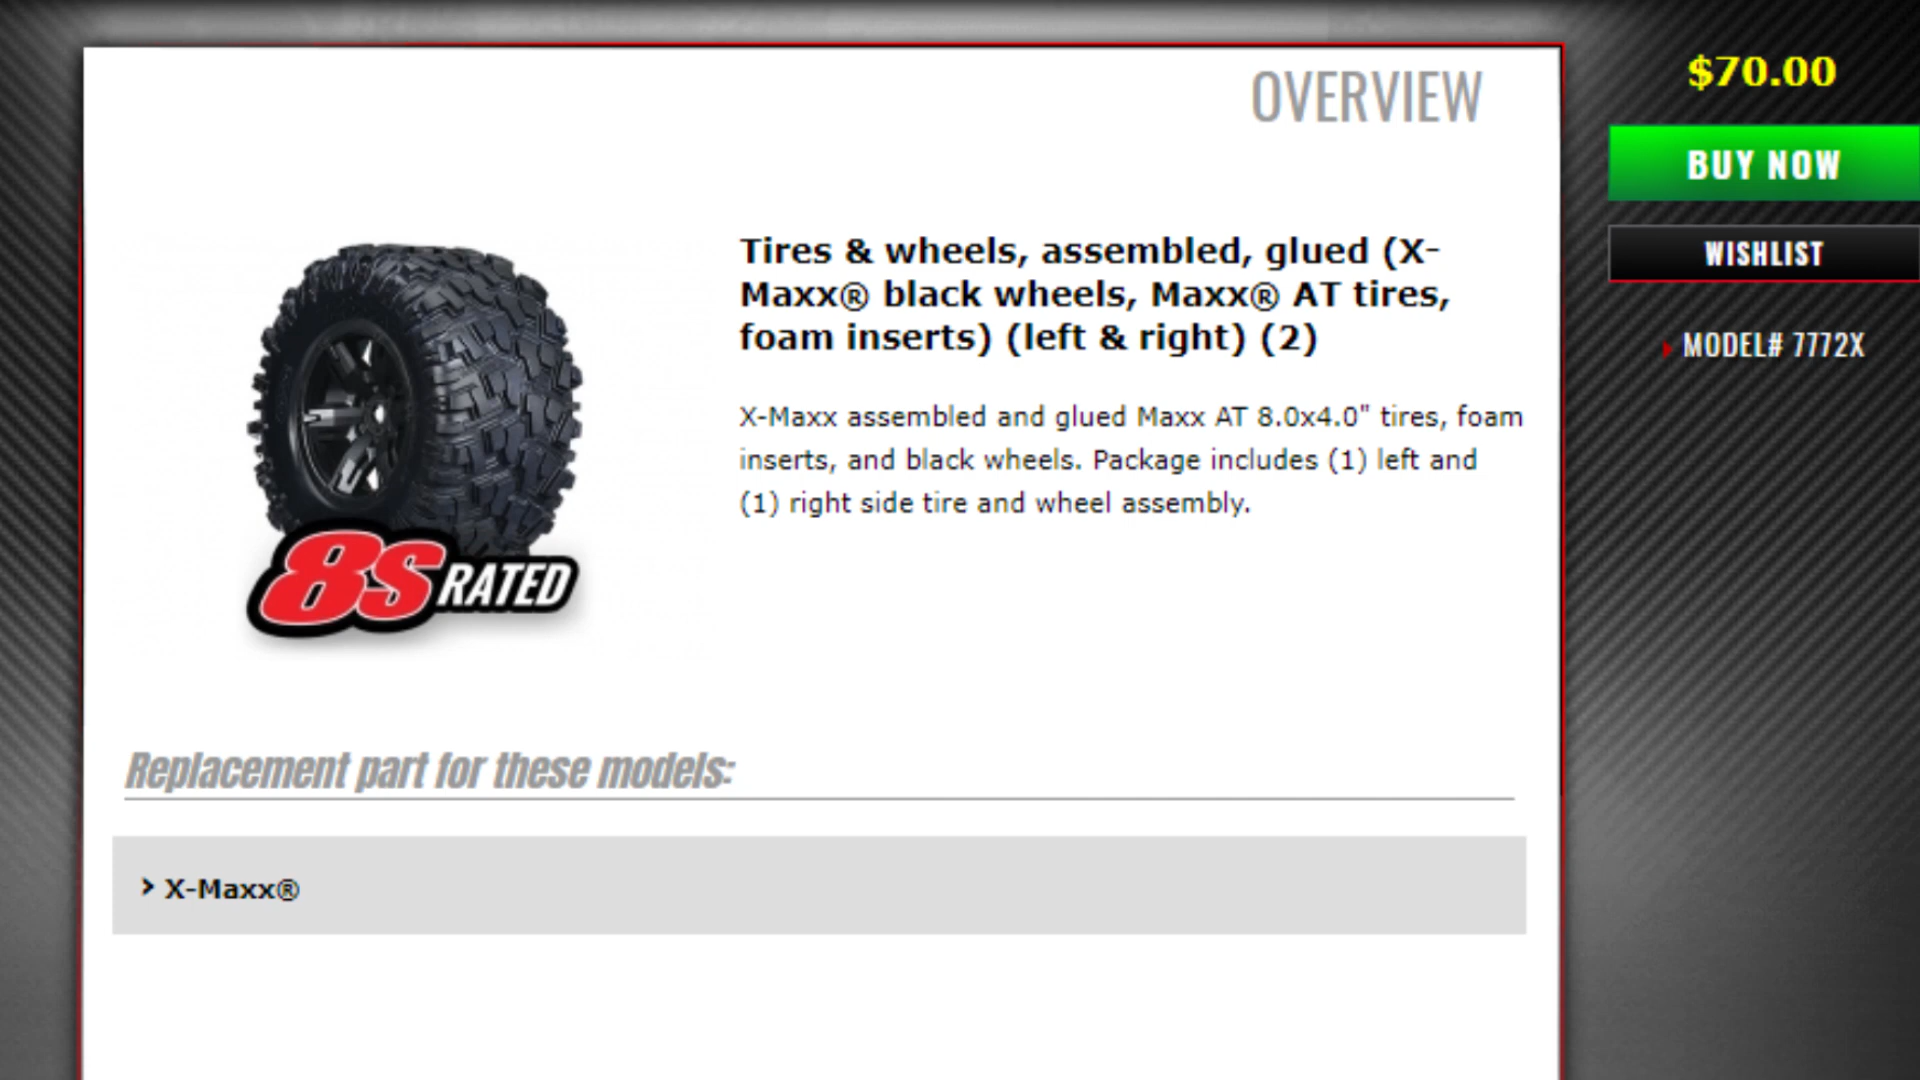 OVERVIEW
$70.00
BUY NOW
WISHLIST
MODEL# 7772X
Tires & wheels, assembled, glued (X-
Maxx® black wheels, Maxx® AT tires,
foam inserts) (left & right) (2)
X-Maxx assembled and glued Maxx AT 8.0x4.0" tires, foam
inserts, and black wheels. Package includes (1) left and
(1) right side tire and wheel assembly.
8S RATED
Replacement part for these models:
X-Maxx®